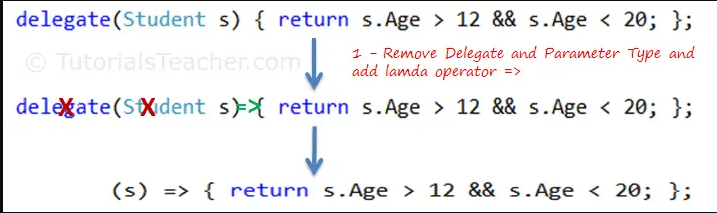 delegate(Student s) { return s.Age > 12 && s.Age < 20; };
© TutorialsTeacher.com
1 - Remove Delegate and Parameter Type and
add lamda operator =>
delegate(Student s)=>{ return s.Age > 12 && s.Age < 20; };
(s) => { return s.Age > 12 && s.Age < 20; };